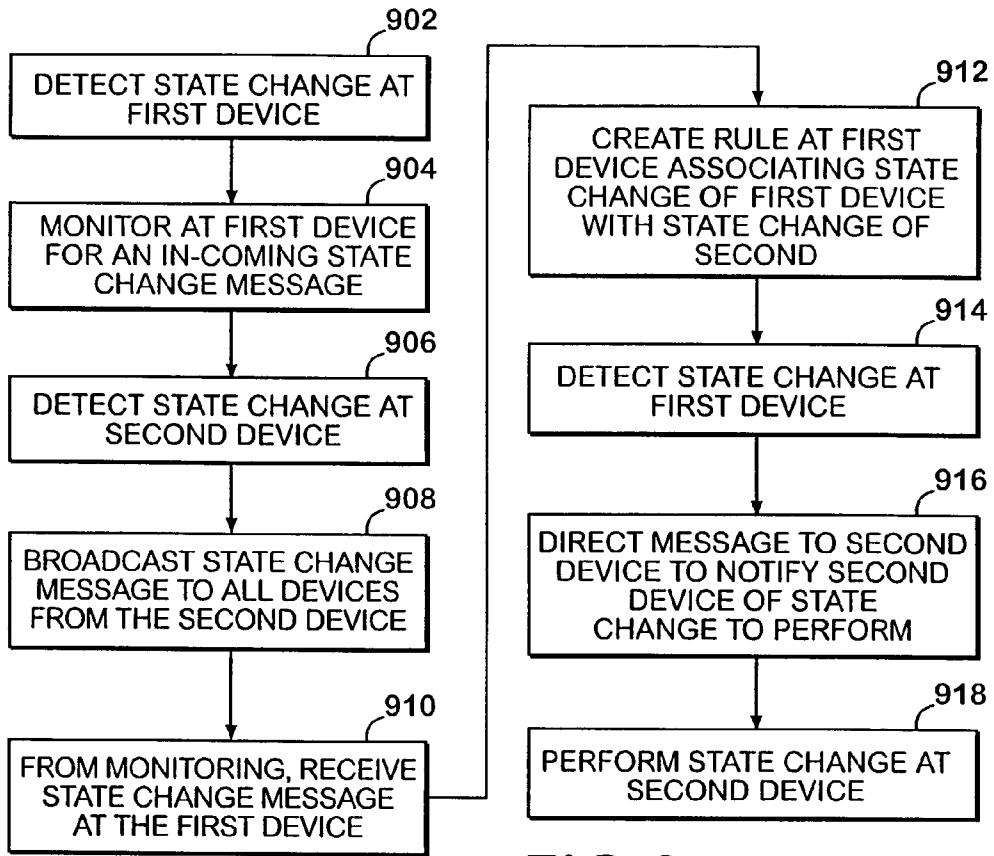 902
DETECT STATE CHANGE AT
FIRST DEVICE
904
MONITOR AT FIRST DEVICE
FOR AN IN-COMING STATE
CHANGE MESSAGE
906
DETECT STATE CHANGE AT
SECOND DEVICE
908
BROADCAST STATE CHANGE
MESSAGE TO ALL DEVICES
FROM THE SECOND DEVICE
910
FROM MONITORING, RECEIVE
STATE CHANGE MESSAGE
AT THE FIRST DEVICE
912
CREATE RULE AT FIRST
DEVICE ASSOCIATING STATE
CHANGE OF FIRST DEVICE
WITH STATE CHANGE OF
SECOND
914
DETECT STATE CHANGE AT
FIRST DEVICE
916
DIRECT MESSAGE TO SECOND
DEVICE TO NOTIFY SECOND
DEVICE OF STATE
CHANGE TO PERFORM
918
PERFORM STATE CHANGE AT
SECOND DEVICE